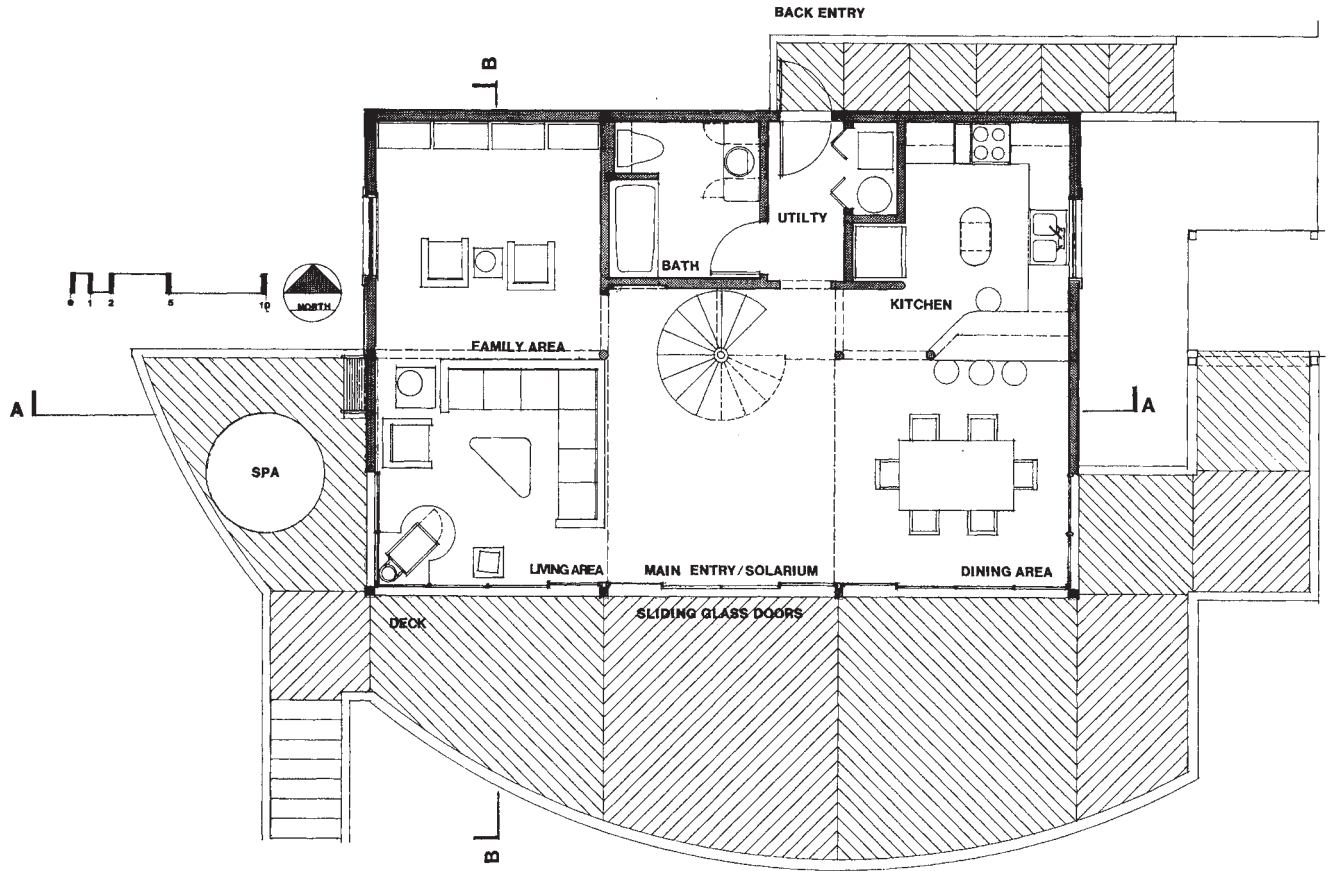 BACK ENTRY
B
UTILTY
BATH
KITCHEN
0 1 2 5 10
NORTH
FAMILY AREA
A
A
SPA
LIVING AREA
MAIN ENTRY/SOLARIUM
DINING AREA
DECK
SLIDING GLASS DOORS
B